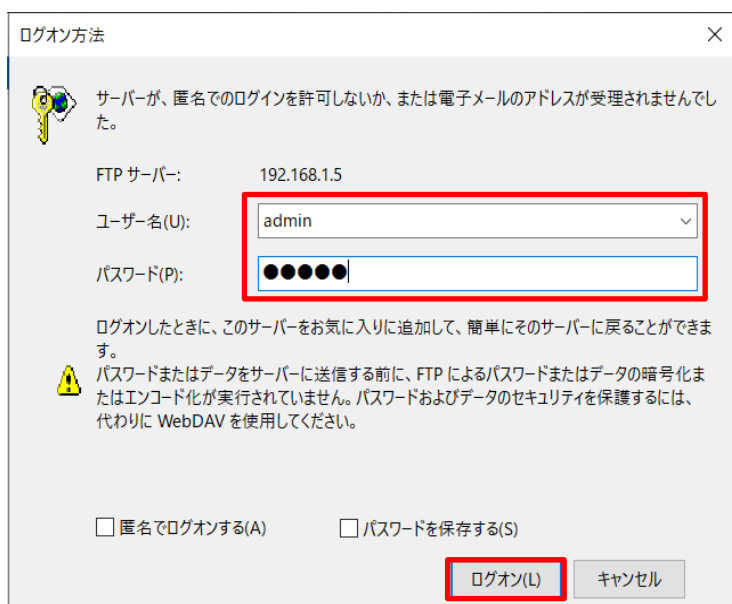 ログオン方法
サーバーが、匿名でのログインを許可しないか、または電子メールのアドレスが受理されませんでし
た。
FTP サーバー: 192.168.1.5
ユーザー名(U): admin
パスワード(P): ●●●●●
ログオンしたときに、このサーバーをお気に入りに追加して、簡単にそのサーバーに戻ることができま
す。
パスワードまたはデータをサーバーに送信する前に、FTP によるパスワードまたはデータの暗号化ま
たはエンコード化が実行されていません。パスワードおよびデータのセキュリティを保護するには、
代わりに WebDAV を使用してください。
匿名でログオンする(A) パスワードを保存する(S)
ログオン(L) キャンセル